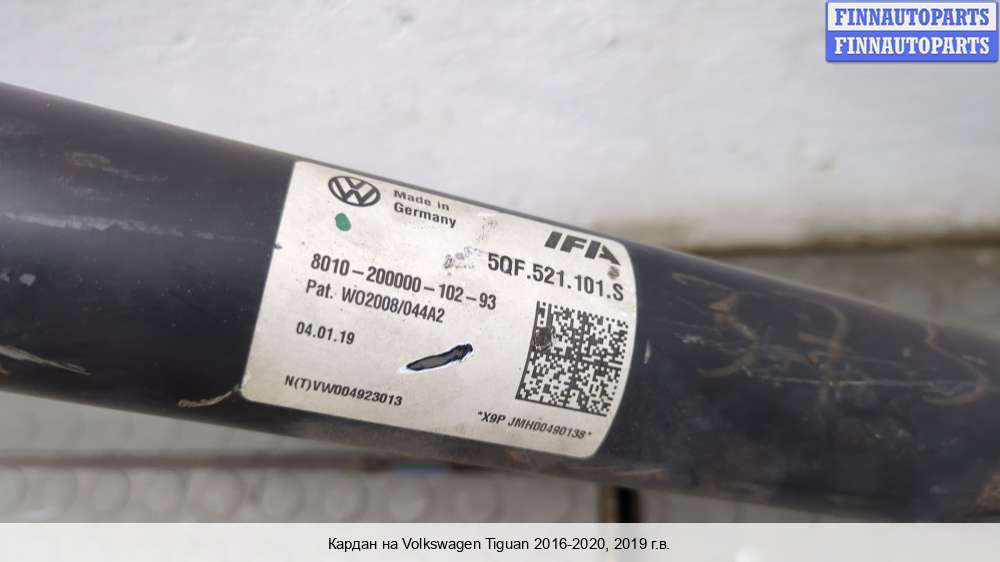 FINNAUTOPARTS
FINNAUTOPARTS
Made in
Germany
IFA
5QF.521.101.S
8010-200000-102-93
Pat. WO2008/044A2
04.01.19
N(T)VW004923013
"X9P JMH00490138"
Кардан на Volkswagen Tiguan 2016-2020, 2019 г.в.